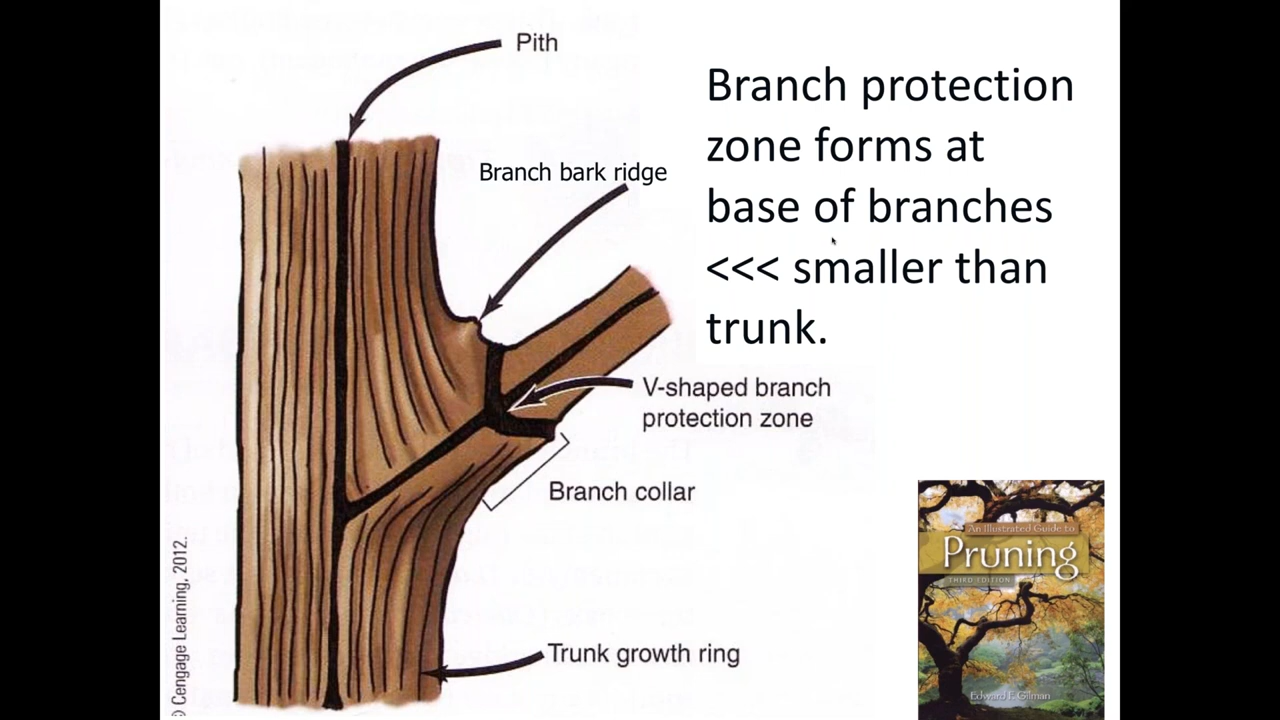 Pith
Branch bark ridge
Branch protection
zone forms at
base of branches
<<< smaller than
trunk.
V-shaped branch
protection zone
Branch collar
Trunk growth ring
© Cengage Learning, 2012.
An Illustrated Guide to
Pruning
THIRD EDITION
Edward F. Gilman